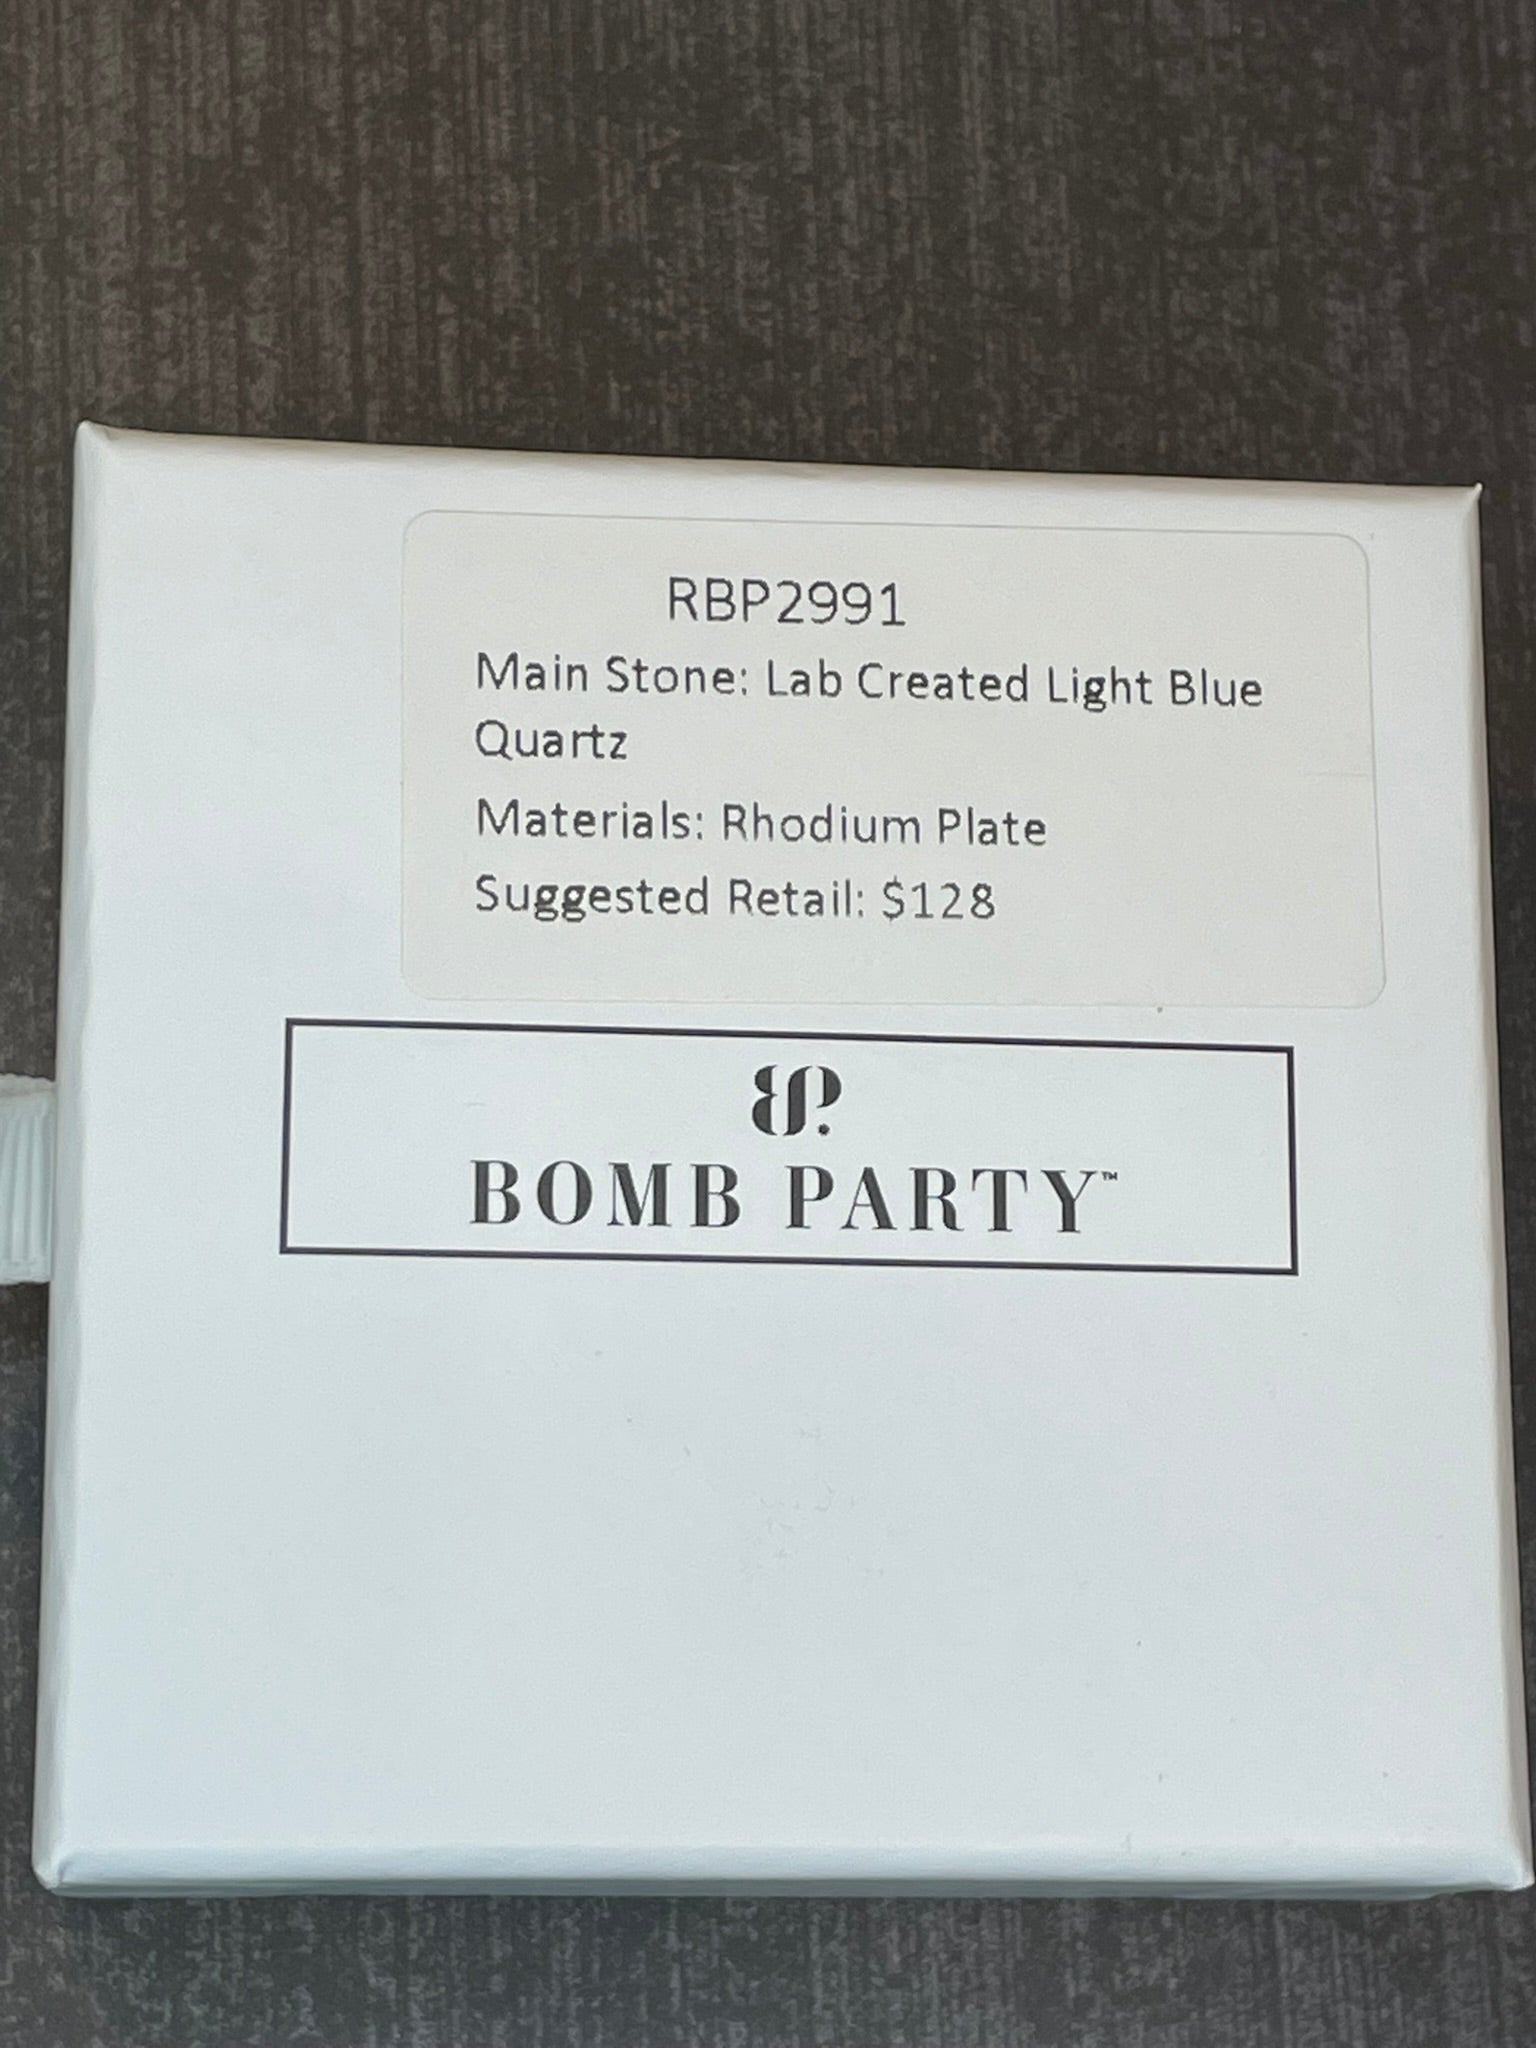 RBP2991
Main Stone: Lab Created Light Blue
Quartz
Materials: Rhodium Plate
Suggested Retail: $128
BP.
BOMB PARTY™